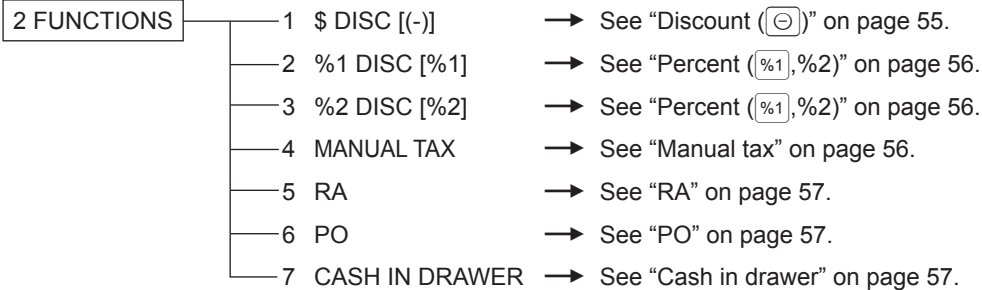 2 FUNCTIONS 1 $ DISC [(-)] See “Discount (⊖)” on page 55.
2 %1 DISC [%1] See “Percent (%1,%2)” on page 56.
3 %2 DISC [%2] See “Percent (%1,%2)” on page 56.
4 MANUAL TAX See “Manual tax” on page 56.
5 RA See “RA” on page 57.
6 PO See “PO” on page 57.
7 CASH IN DRAWER See “Cash in drawer” on page 57.